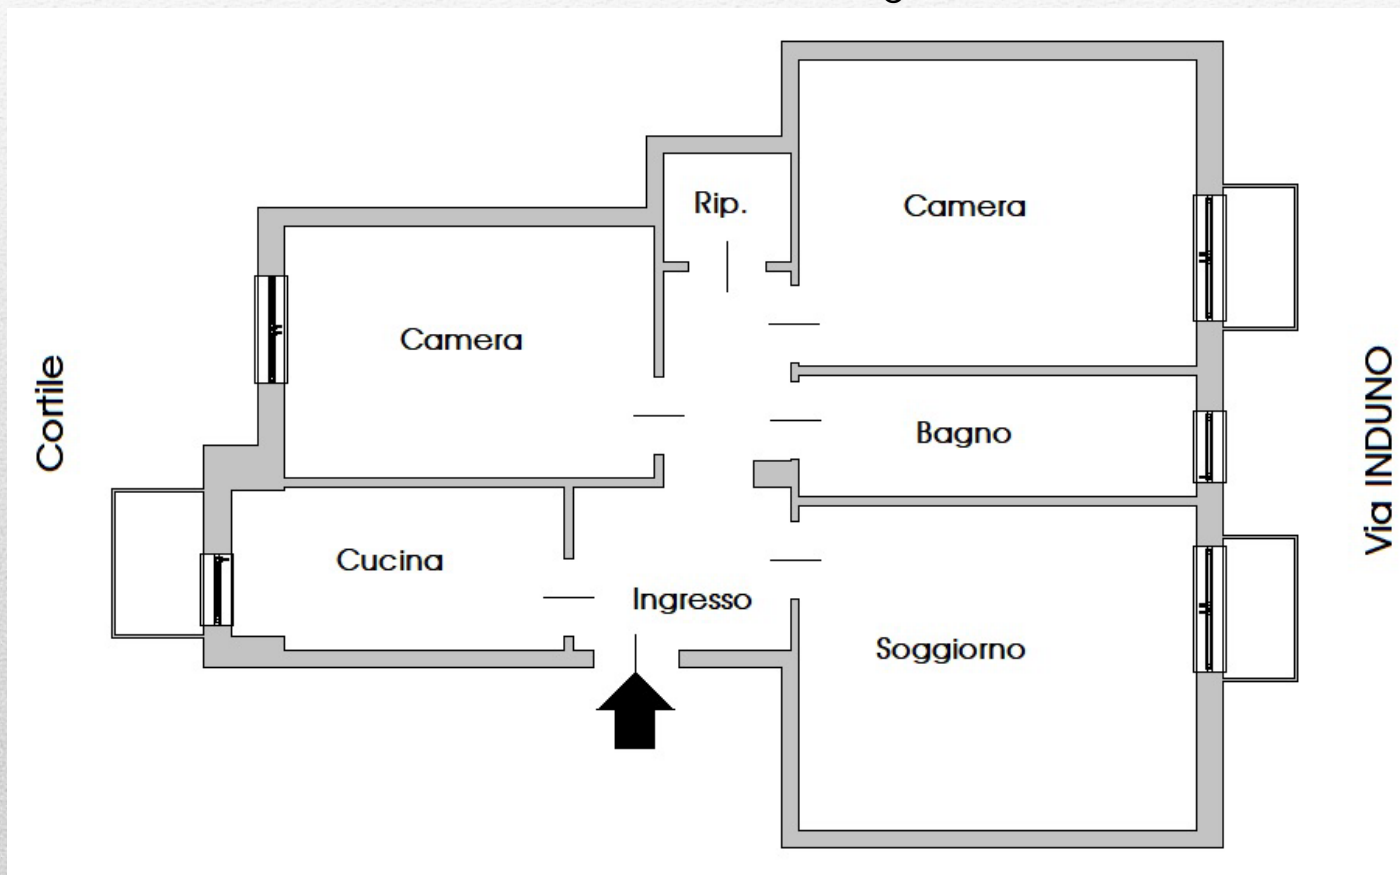 Rip.
Camera
Camera
Cortile
Bagno
Via INDUNO
Cucina
Ingresso
Soggiorno